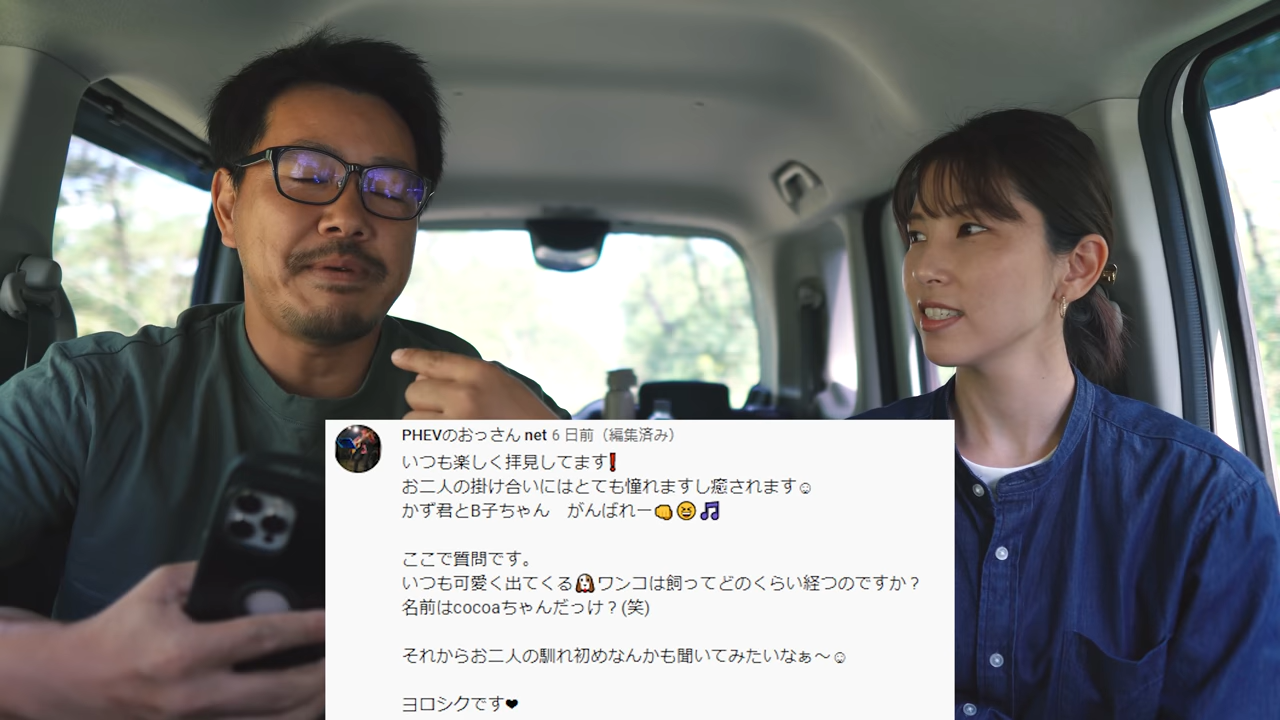 PHEVのおっさん net 6 日前（編集済み）
いつも楽しく拝見してます❗
お二人の掛け合いにはとても憧れますし癒されます☺
かず君とB子ちゃん　がんばれー👊😆🎵
ここで質問です。
いつも可愛く出てくる🐶ワンコは飼ってどのくらい経つのですか？
名前はcocoaちゃんだっけ？(笑)
それからお二人の馴れ初めなんかも聞いてみたいなぁ〜☺
ヨロシクです❤